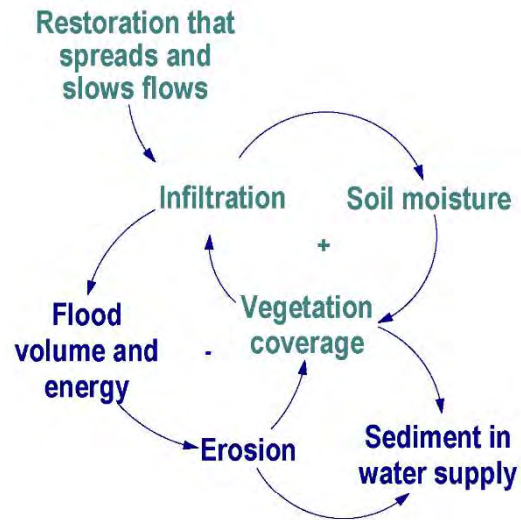 Restoration that
spreads and
slows flows
Infiltration
Soil moisture
+
Vegetation
coverage
Flood
volume and
energy
-
Erosion
Sediment in
water supply